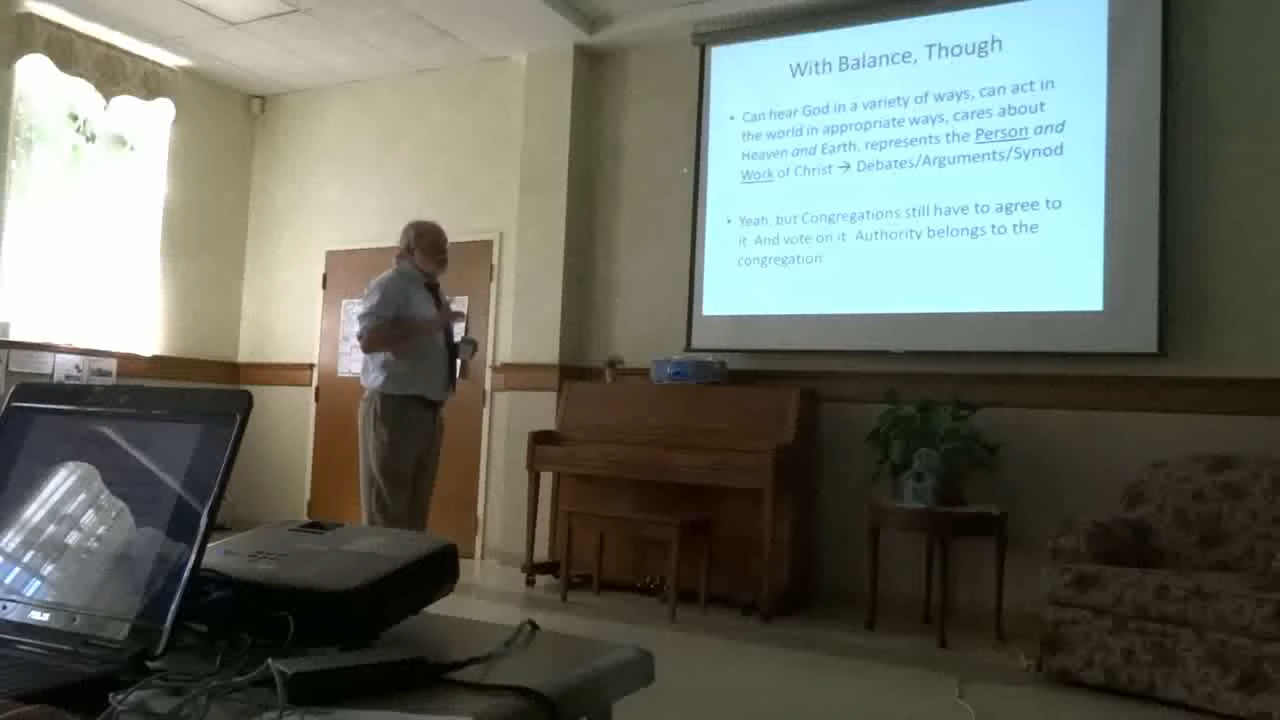 With Balance, Though
• Can hear God in a variety of ways, can act in
the world in appropriate ways, cares about
Heaven and Earth, represents the Person and
Work of Christ → Debates/Arguments/Synod
• Yeah, but Congregations still have to agree to
it. And vote on it. Authority belongs to the
congregation
ASUS